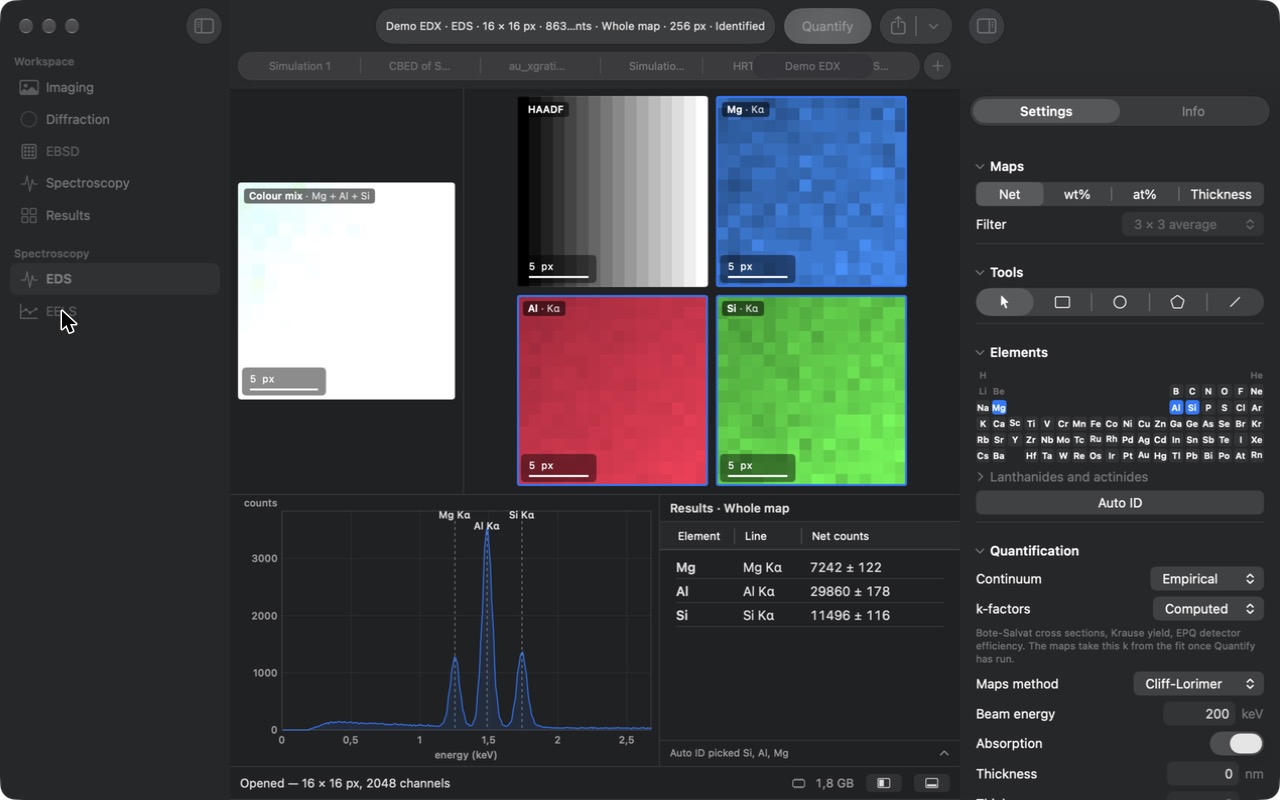 Demo EDX · EDS · 16 × 16 px · 863...nts · Whole map · 256 px · Identified
Quantify
Workspace
Imaging
Diffraction
EBSD
Spectroscopy
Results
Spectroscopy
EDS
EELS
Simulation 1
CBED of S...
au_xgrati...
Simulatio...
HRT
Demo EDX
S...
Colour mix · Mg + Al + Si
5 px
HAADF
5 px
Mg · Kα
5 px
Al · Kα
5 px
Si · Kα
5 px
counts
3000
2000
1000
0
Mg Kα
Al Kα
Si Kα
0
0,5
1
1,5
2
2,5
energy (keV)
Results · Whole map
Element Line Net counts
Mg Mg Kα 7242 ± 122
Al Al Kα 29860 ± 178
Si Si Kα 11496 ± 116
Auto ID picked Si, Al, Mg
Opened — 16 × 16 px, 2048 channels
1,8 GB
Settings
Info
Maps
Net wt% at% Thickness
Filter 3 × 3 average
Tools
Elements
H He
Li Be B C N O F Ne
Na Mg Al Si P S Cl Ar
K Ca Sc Ti V Cr Mn Fe Co Ni Cu Zn Ga Ge As Se Br Kr
Rb Sr Y Zr Nb Mo Tc Ru Rh Pd Ag Cd In Sn Sb Te I Xe
Cs Ba Hf Ta W Re Os Ir Pt Au Hg Tl Pb Bi Po At Rn
Lanthanides and actinides
Auto ID
Quantification
Continuum Empirical
k-factors Computed
Bote-Salvat cross sections, Krause yield, EPQ detector
efficiency. The maps take this k from the fit once Quantify
has run.
Maps method Cliff-Lorimer
Beam energy 200 keV
Absorption
Thickness 0 nm